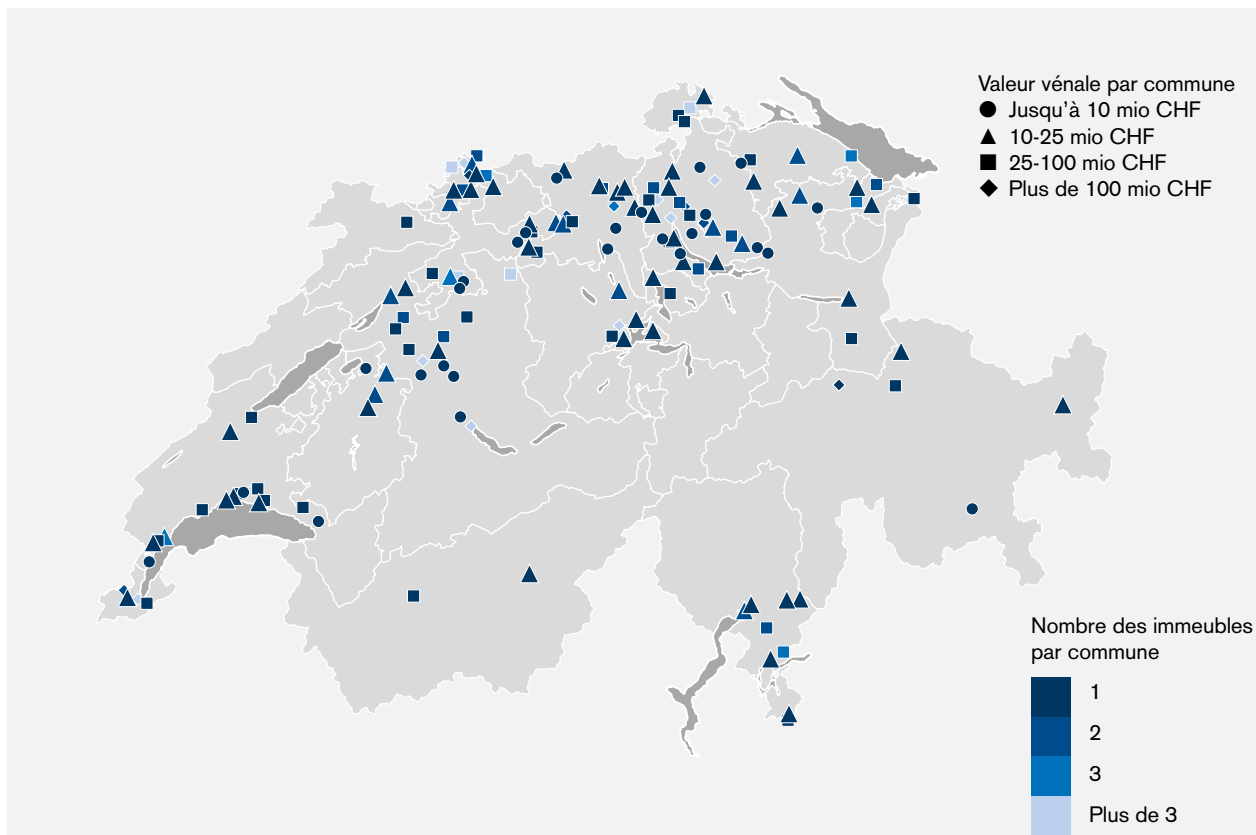 Valeur vénale par commune
Jusqu'à 10 mio CHF
10-25 mio CHF
25-100 mio CHF
Plus de 100 mio CHF
Nombre des immeubles
par commune
1
2
3
Plus de 3